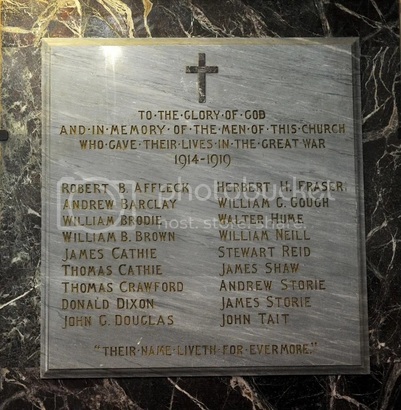 TO·THE·GLORY·OF·GOD
AND·IN·MEMORY·OF·THE·MEN·OF·THIS·CHURCH
WHO·GAVE·THEIR·LIVES·IN·THE·GREAT·WAR
1914-1919
ROBERT B. AFFLECK
ANDREW BARCLAY
WILLIAM BRODIE
WILLIAM B. BROWN
JAMES CATHIE
THOMAS CATHIE
THOMAS CRAWFORD
DONALD DIXON
JOHN G. DOUGLAS
HERBERT H. FRASER
WILLIAM G. GOUGH
WALTER HUME
WILLIAM NEILL
STEWART REID
JAMES SHAW
ANDREW STORIE
JAMES STORIE
JOHN TAIT
"THEIR·NAME·LIVETH·FOR·EVERMORE."
photobucket